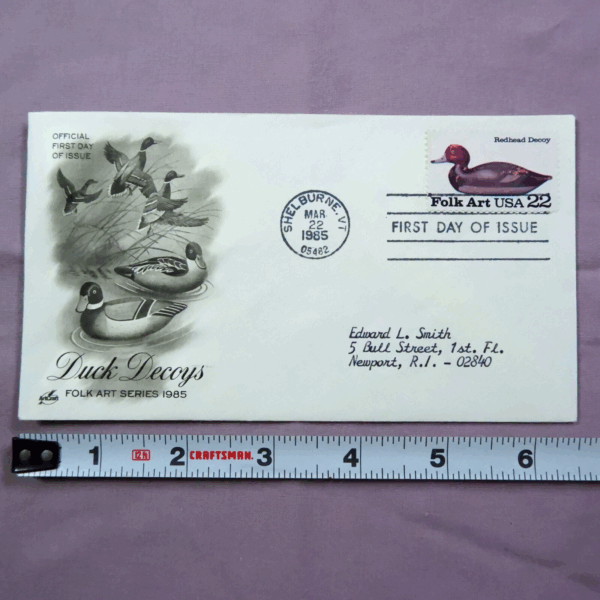 OFFICIAL
FIRST DAY
OF ISSUE
Duck Decoys
FOLK ART SERIES 1985
SHELBURNE, VT
MAR
22
1985
05482
Redhead Decoy
Folk Art USA 22
FIRST DAY OF ISSUE
Edward L. Smith
5 Bull Street, 1st. FL.
Newport, R.I. - 02840
1 12ft 2 CRAFTSMAN. 3 4 5 6